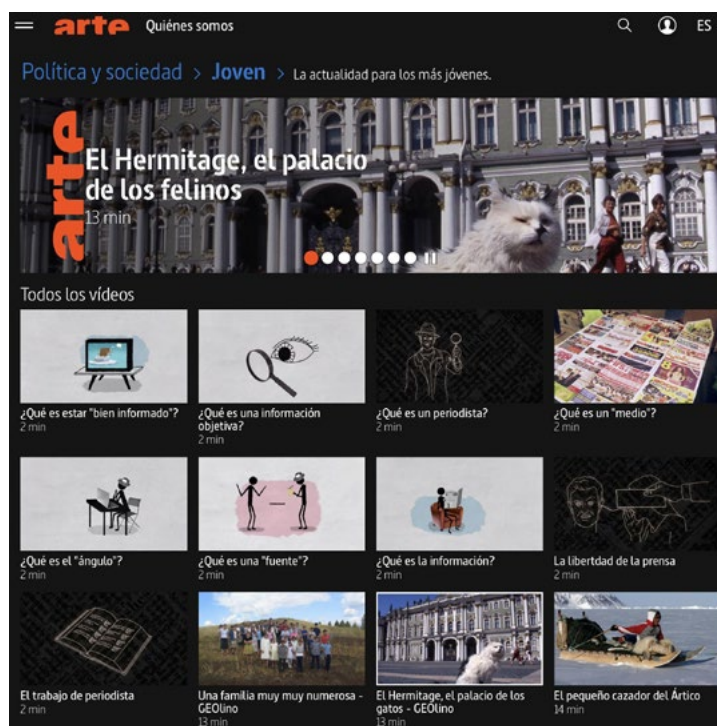 arte Quiénes somos ES
Política y sociedad > Joven > La actualidad para los más jóvenes.
arte
El Hermitage, el palacio
de los felinos
13 min
Todos los vídeos
¿Qué es estar "bien informado"?
2 min
¿Qué es una información
objetiva?
2 min
¿Qué es un periodista?
2 min
¿Qué es un "medio"?
2 min
¿Qué es el "ángulo"?
2 min
¿Qué es una "fuente"?
2 min
¿Qué es la información?
2 min
La libertdad de la prensa
2 min
El trabajo de periodista
2 min
Una familia muy muy numerosa -
GEOlino
13 min
El Hermitage, el palacio de los
gatos - GEOlino
13 min
El pequeño cazador del Ártico
14 min